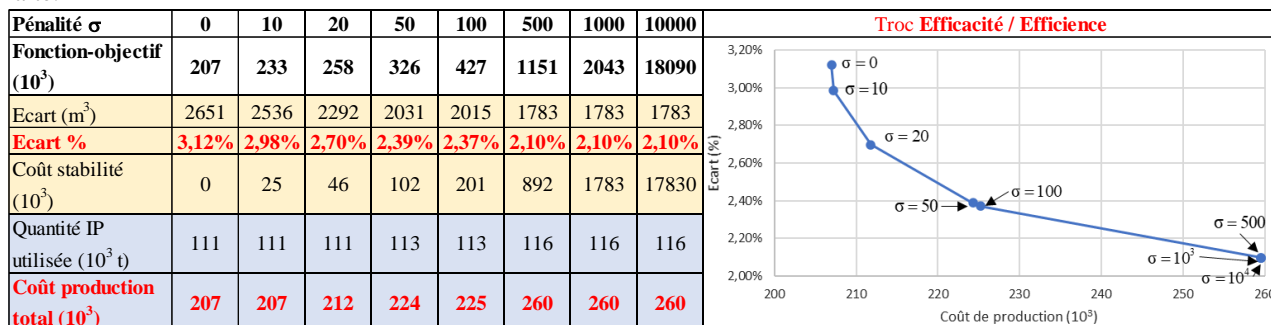 Pénalité σ 0 10 20 50 100 500 1000 10000
Fonction-objectif
(10³) 207 233 258 326 427 1151 2043 18090
Ecart (m³) 2651 2536 2292 2031 2015 1783 1783 1783
Ecart % 3,12% 2,98% 2,70% 2,39% 2,37% 2,10% 2,10% 2,10%
Coût stabilité
(10³) 0 25 46 102 201 892 1783 17830
Quantité IP
utilisée (10³ t) 111 111 111 113 113 116 116 116
Coût production
total (10³) 207 207 212 224 225 260 260 260
Troc Efficacité / Efficience
3,20%
3,00%
2,80%
2,60%
2,40%
2,20%
2,00%
Ecart (%)
σ = 0
σ = 10
σ = 20
σ = 50
σ = 100
σ = 500
σ = 10³
σ = 10⁴
200 210 220 230 240 250 260
Coût de production (10³)